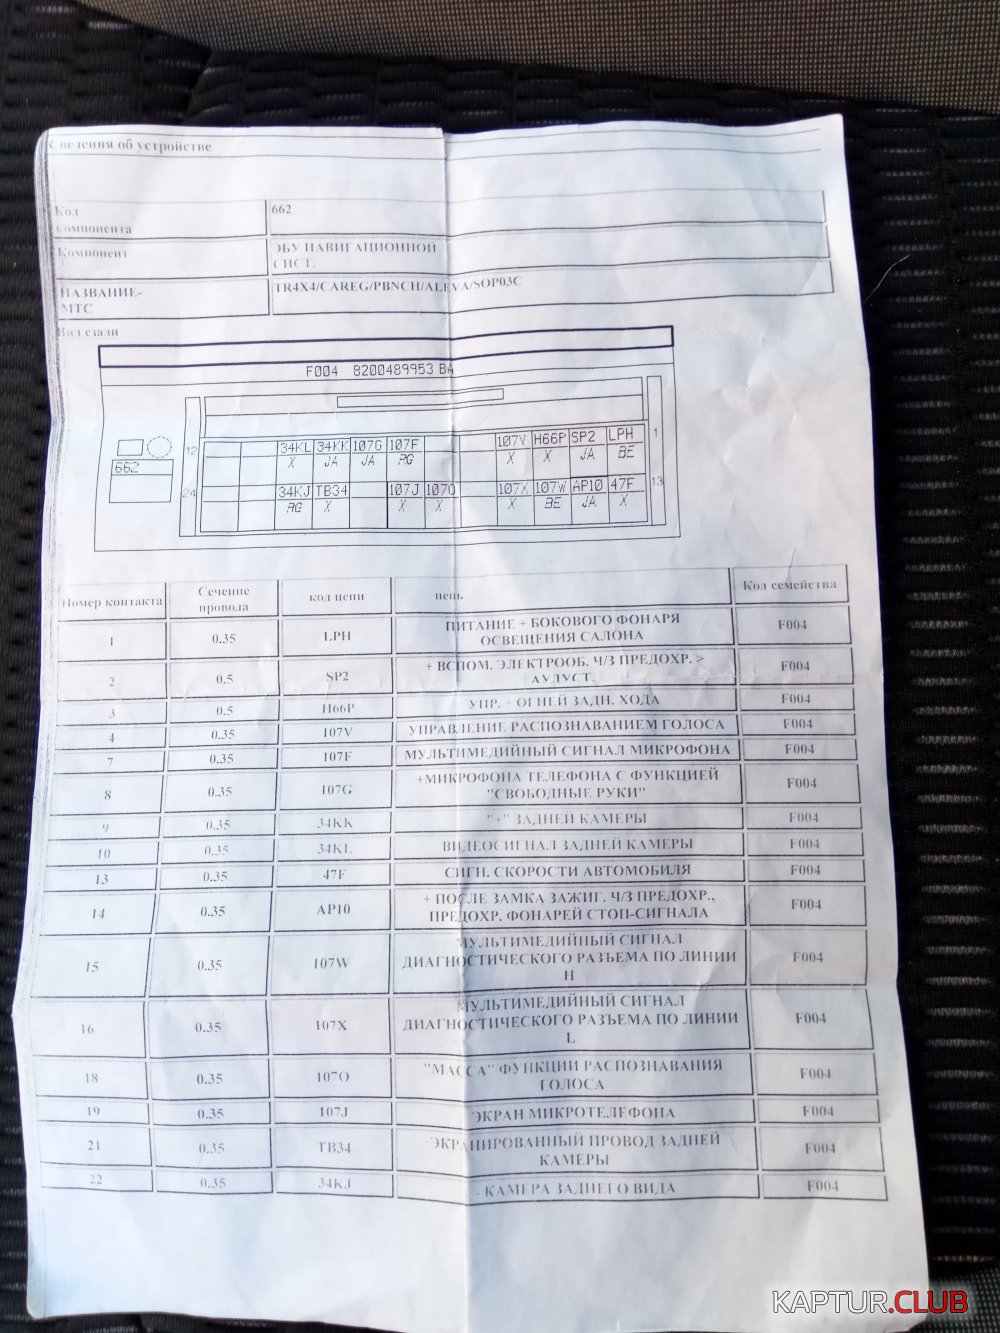 Сведения об устройстве
Код компонента 662
Компонент ЭБУ НАВИГАЦИОННОЙ СИСТ.
НАЗВАНИЕ-МТС TR4X4/CAREG/PBNCH/ALEVA/SOP03C
Вид сзади
F004 8200489953 BA
12 34KL 34KK 107G 107F 107V H66P SP2 LPH 1
X JA JA RG X X JA BE
662
24 34KJ TB34 107J 107O 107X 107W AP10 47F 13
RG X X X X BE JA X
Номер контакта Сечение провода код цепи цепь Код семейства
1 0.35 LPH ПИТАНИЕ + БОКОВОГО ФОНАРЯ ОСВЕЩЕНИЯ САЛОНА F004
2 0.5 SP2 + ВСПОМ. ЭЛЕКТРООБ. Ч/З ПРЕДОХР. > АУДУСТ. F004
3 0.5 H66P УПР. + ОГНЕЙ ЗАДН. ХОДА F004
4 0.35 107V УПРАВЛЕНИЕ РАСПОЗНАВАНИЕМ ГОЛОСА F004
7 0.35 107F МУЛЬТИМЕДИЙНЫЙ СИГНАЛ МИКРОФОНА F004
8 0.35 107G +МИКРОФОНА ТЕЛЕФОНА С ФУНКЦИЕЙ "СВОБОДНЫЕ РУКИ" F004
9 0.35 34KK "+" ЗАДНЕЙ КАМЕРЫ F004
10 0.35 34KL ВИДЕОСИГНАЛ ЗАДНЕЙ КАМЕРЫ F004
13 0.35 47F СИГН. СКОРОСТИ АВТОМОБИЛЯ F004
14 0.35 AP10 + ПОСЛЕ ЗАМКА ЗАЖИГ. Ч/З ПРЕДОХР., ПРЕДОХР. ФОНАРЕЙ СТОП-СИГНАЛА F004
15 0.35 107W МУЛЬТИМЕДИЙНЫЙ СИГНАЛ ДИАГНОСТИЧЕСКОГО РАЗЪЕМА ПО ЛИНИИ H F004
16 0.35 107X МУЛЬТИМЕДИЙНЫЙ СИГНАЛ ДИАГНОСТИЧЕСКОГО РАЗЪЕМА ПО ЛИНИИ L F004
18 0.35 107O "МАССА" ФУНКЦИИ РАСПОЗНАВАНИЯ ГОЛОСА F004
19 0.35 107J ЭКРАН МИКРОТЕЛЕФОНА F004
21 0.35 TB34 ЭКРАНИРОВАННЫЙ ПРОВОД ЗАДНЕЙ КАМЕРЫ F004
22 0.35 34KJ - КАМЕРА ЗАДНЕГО ВИДА F004
KAPTUR.CLUB